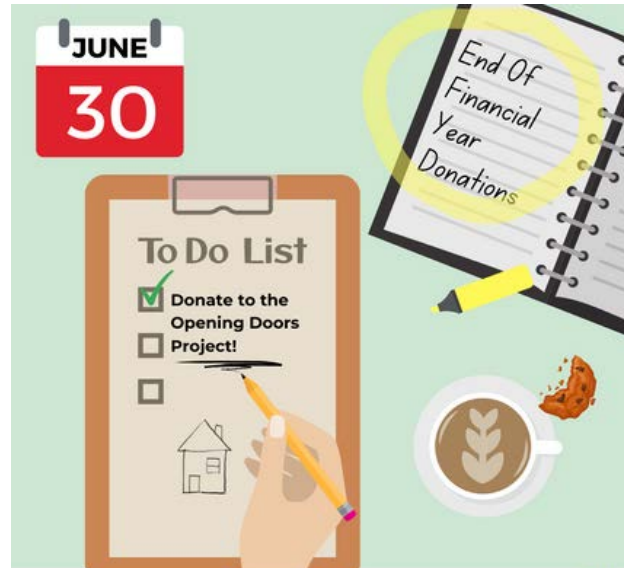 JUNE
30
End Of
Financial
Year
Donations
To Do List
Donate to the
Opening Doors
Project!